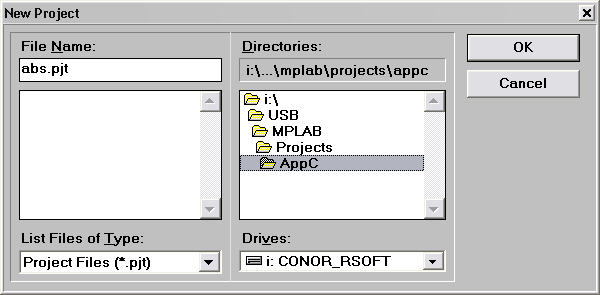 New Project
File Name:
abs.pjt
Directories:
i:\...\mplab\projects\appc
i:\
USB
MPLAB
Projects
AppC
OK
Cancel
List Files of Type:
Project Files (*.pjt)
Drives:
i: CONOR_RSOFT